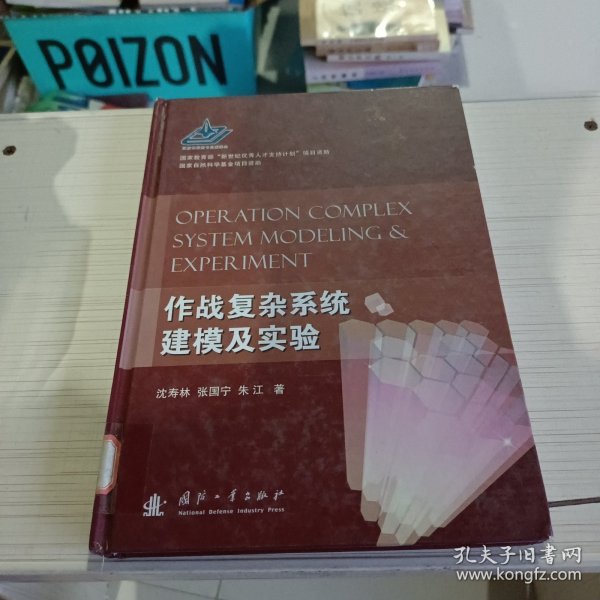 POIZON
国家教育部“新世纪优秀人才支持计划”项目资助
国家自然科学基金项目资助
OPERATION COMPLEX
SYSTEM MODELING &
EXPERIMENT
作战复杂系统
建模及实验
沈寿林 张国宁 朱江 著
国防工业出版社
National Defense Industry Press
孔夫子旧书网
www.kongfz.com